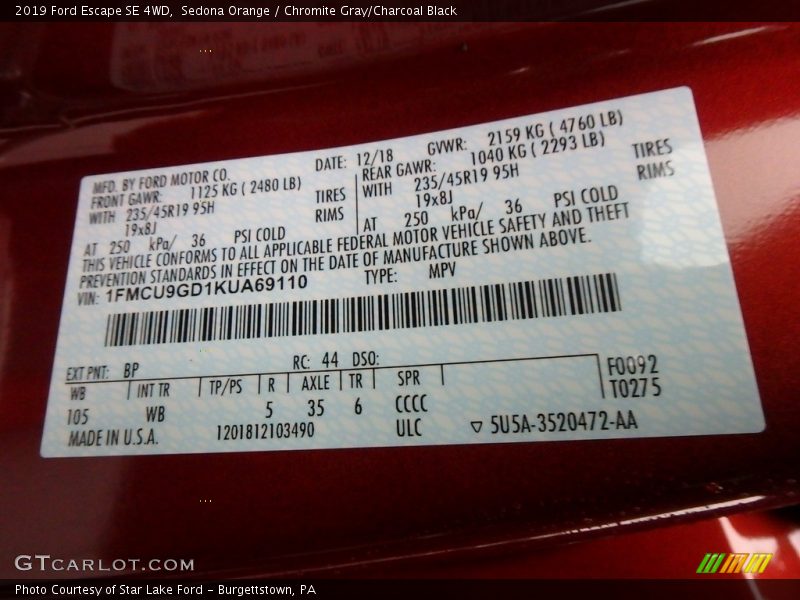 2019 Ford Escape SE 4WD,  Sedona Orange / Chromite Gray/Charcoal Black
MFD. BY FORD MOTOR CO. DATE: 12/18 GVWR: 2159 KG ( 4760 LB)
FRONT GAWR: 1125 KG ( 2480 LB) REAR GAWR: 1040 KG ( 2293 LB)
WITH 235/45R19 95H TIRES WITH 235/45R19 95H TIRES
19x8J RIMS 19x8J RIMS
AT 250 kPa/ 36 PSI COLD AT 250 kPa/ 36 PSI COLD
THIS VEHICLE CONFORMS TO ALL APPLICABLE FEDERAL MOTOR VEHICLE SAFETY AND THEFT
PREVENTION STANDARDS IN EFFECT ON THE DATE OF MANUFACTURE SHOWN ABOVE.
VIN: 1FMCU9GD1KUA69110 TYPE: MPV
EXT PNT: BP RC: 44 DSO: F0092
WB INT TR TP/PS R AXLE TR SPR T0275
105 WB 5 35 6 CCCC
MADE IN U.S.A. 1201812103490 ULC ▽ 5U5A-3520472-AA
GTCARLOT.COM
Photo Courtesy of Star Lake Ford - Burgettstown, PA